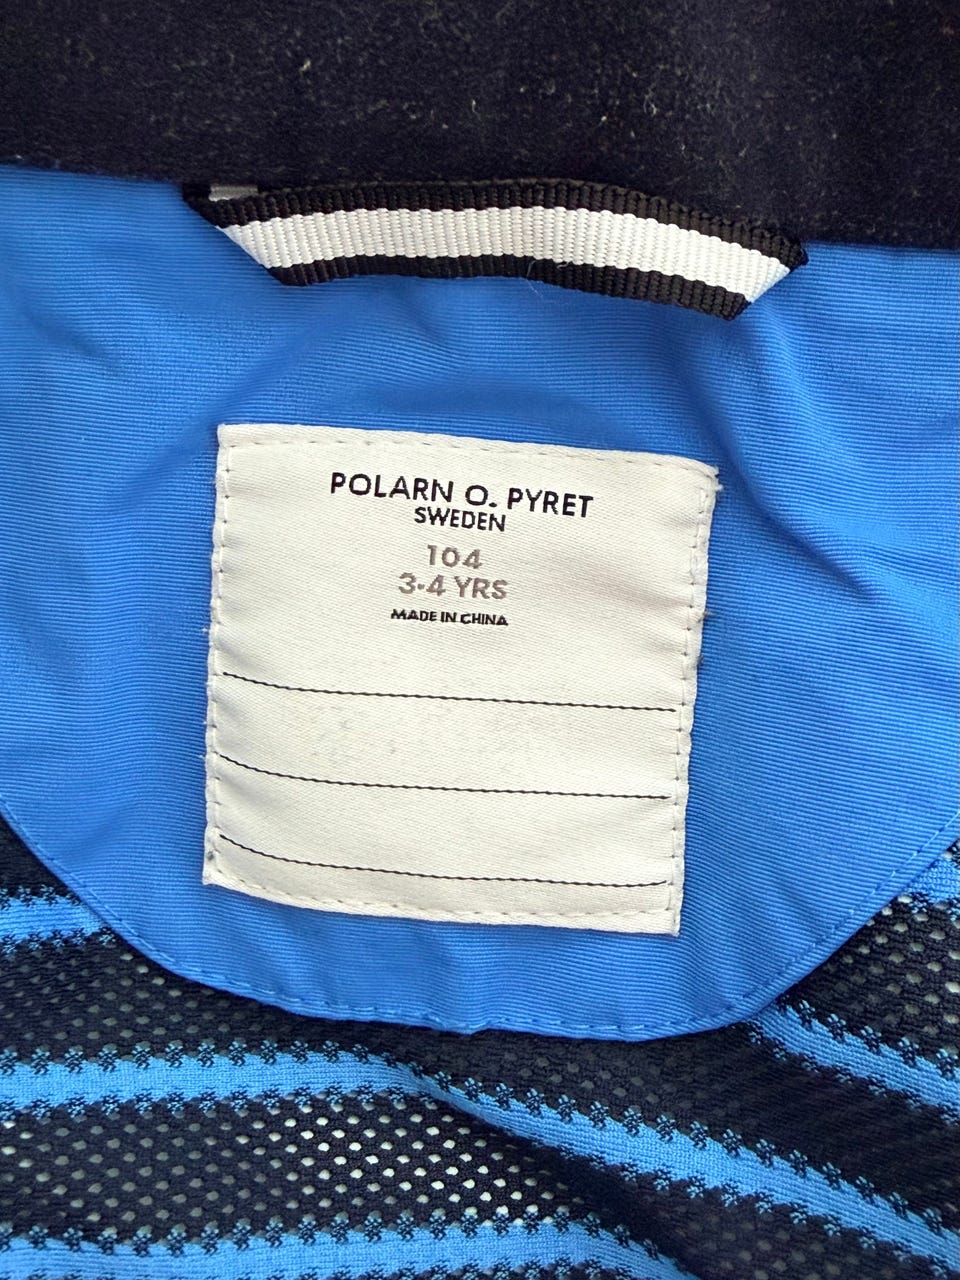 POLARN O. PYRET
SWEDEN
104
3-4 YRS
MADE IN CHINA